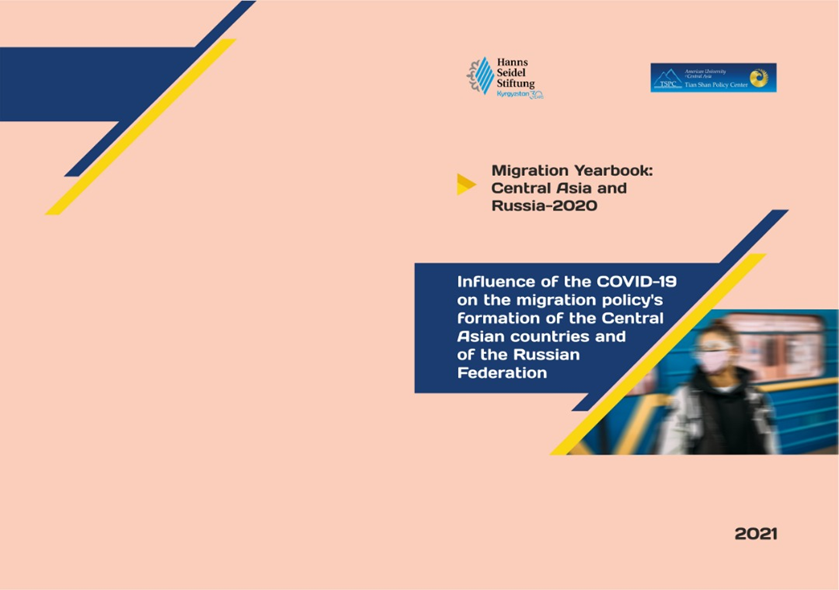 Hanns
Seidel
Stiftung
Kyrgyzstan
American University
of Central Asia
TSPC Tian Shan Policy Center
Migration Yearbook:
Central Asia and
Russia-2020
Influence of the COVID-19
on the migration policy's
formation of the Central
Asian countries and
of the Russian
Federation
2021